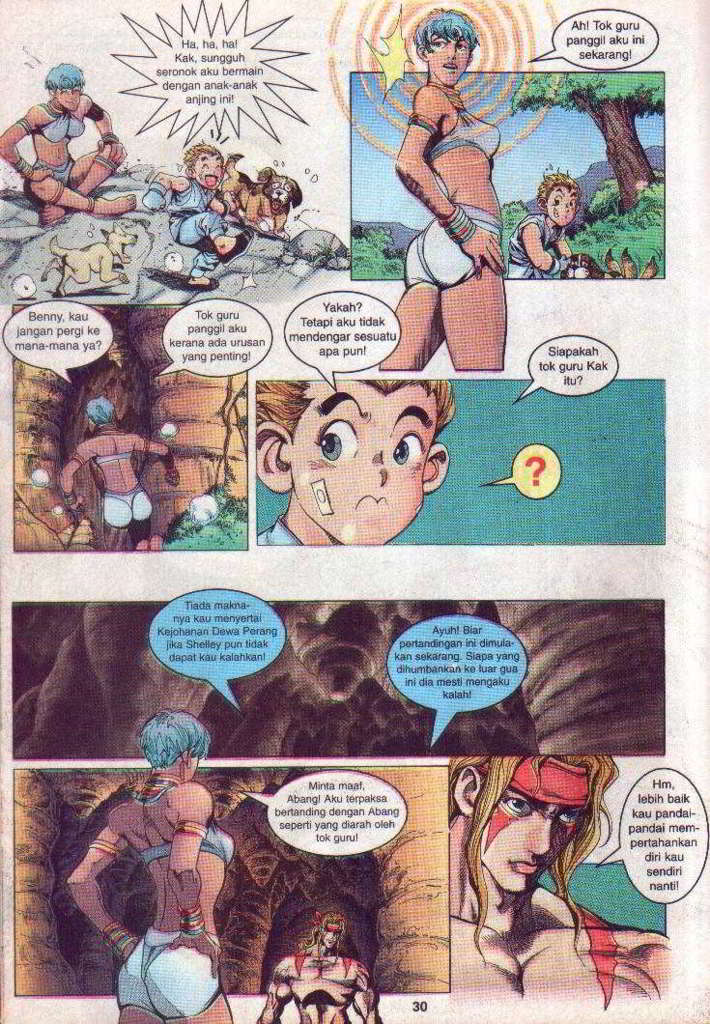 Ha, ha, ha!
Kak, sungguh
seronok aku bermain
dengan anak-anak
anjing ini!
Ah! Tok guru
panggil aku ini
sekarang!
Benny, kau
jangan pergi ke
mana-mana ya?
Tok guru
panggil aku
kerana ada urusan
yang penting!
Yakah?
Tetapi aku tidak
mendengar sesuatu
apa pun!
Siapakah
tok guru Kak
itu?
?
Tiada makna-
nya kau menyertai
Kejohanan Dewa Perang
jika Shelley pun tidak
dapat kau kalahkan!
Ayuh! Biar
pertandingan ini dimula-
kan sekarang. Siapa yang
dihumbankan ke luar gua
ini dia mesti mengaku
kalah!
Minta maaf,
Abang! Aku terpaksa
bertanding dengan Abang
seperti yang diarah oleh
tok guru!
Hm,
lebih baik
kau pandai-
pandai mem-
pertahankan
diri kau
sendiri
nanti!
30